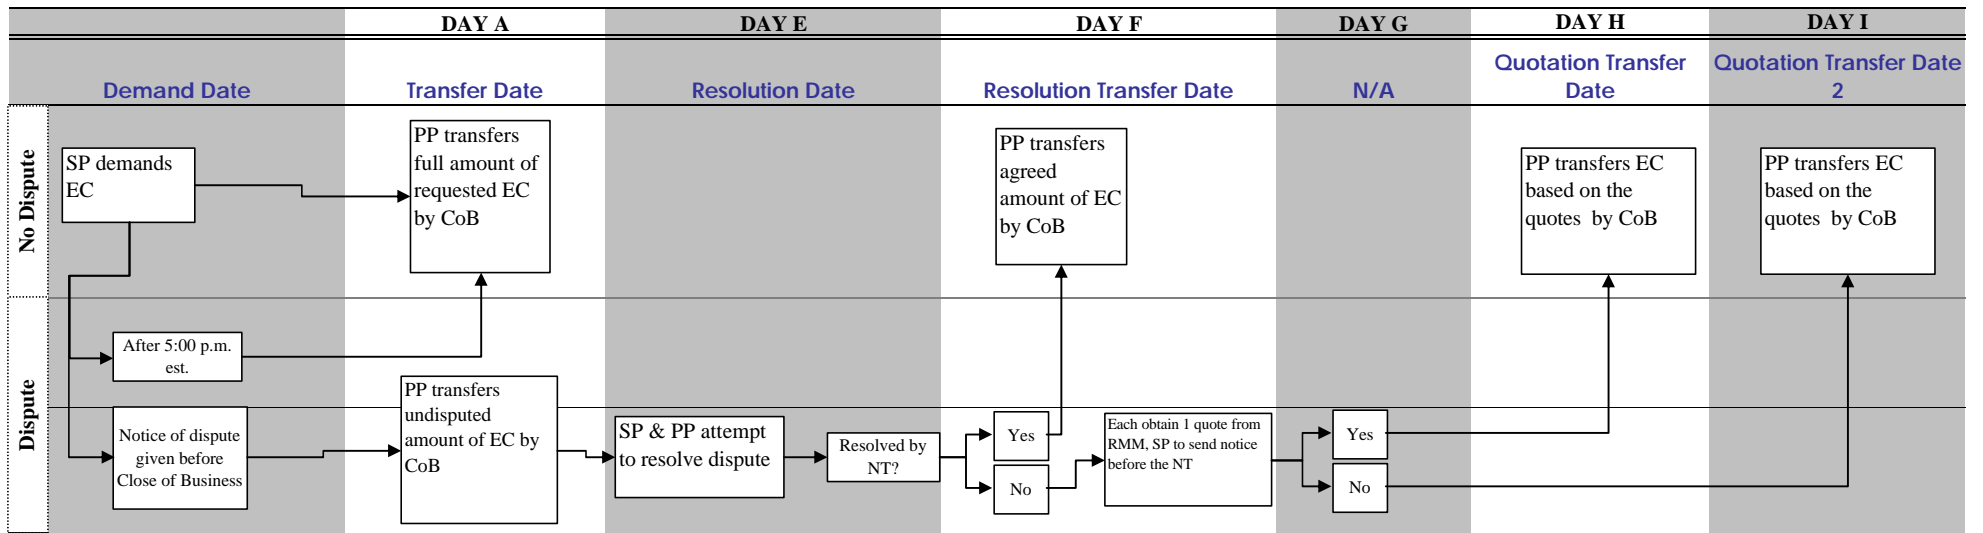 DAY A DAY E DAY F DAY G DAY H DAY I
Demand Date
Transfer Date
Resolution Date
Resolution Transfer Date
N/A
Quotation Transfer
Date
Quotation Transfer Date
2
No Dispute
SP demands
EC
PP transfers
full amount of
requested EC
by CoB
PP transfers
agreed
amount of EC
by CoB
PP transfers EC
based on the
quotes by CoB
PP transfers EC
based on the
quotes by CoB
Dispute
After 5:00 p.m.
est.
Notice of dispute
given before
Close of Business
PP transfers
undisputed
amount of EC by
CoB
SP & PP attempt
to resolve dispute
Resolved by
NT?
Yes
No
Each obtain 1 quote from
RMM, SP to send notice
before the NT
Yes
No